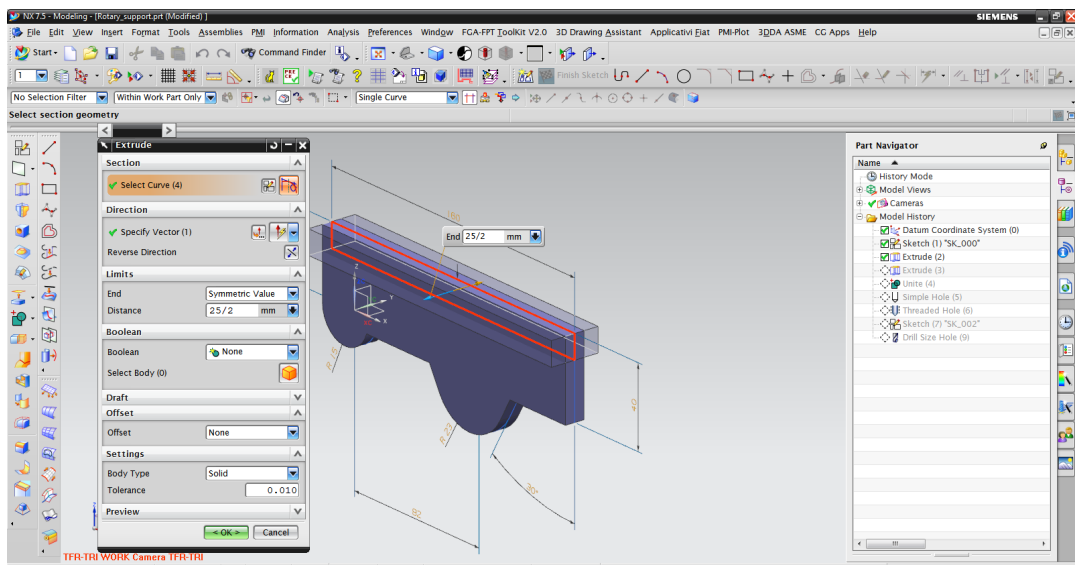 NX 7.5 - Modeling - [Rotary_support.prt (Modified) ] SIEMENS
File Edit View Insert Format Tools Assemblies PMI Information Analysis Preferences Window FGA-FPT ToolKit V2.0 3D Drawing Assistant Applicativi Fiat PMI-Plot 3DDA ASME CG Apps Help
Start Command Finder
1 Finish Sketch
No Selection Filter Within Work Part Only Single Curve
Select section geometry
Extrude
Section
Select Curve (4)
Direction
Specify Vector (1)
Reverse Direction
Limits
End Symmetric Value
Distance 25/2 mm
Boolean
Boolean None
Select Body (0)
Draft
Offset
Offset None
Settings
Body Type Solid
Tolerance 0.010
Preview
< OK > Cancel
End 25/2 mm
Z
Y
X
R 15
R 23
40
30°
82
TFR-TRI WORK Camera TFR-TRI
Part Navigator
Name
History Mode
Model Views
Cameras
Model History
Datum Coordinate System (0)
Sketch (1) "SK_000"
Extrude (2)
Extrude (3)
Unite (4)
Simple Hole (5)
Threaded Hole (6)
Sketch (7) "SK_002"
Drill Size Hole (9)